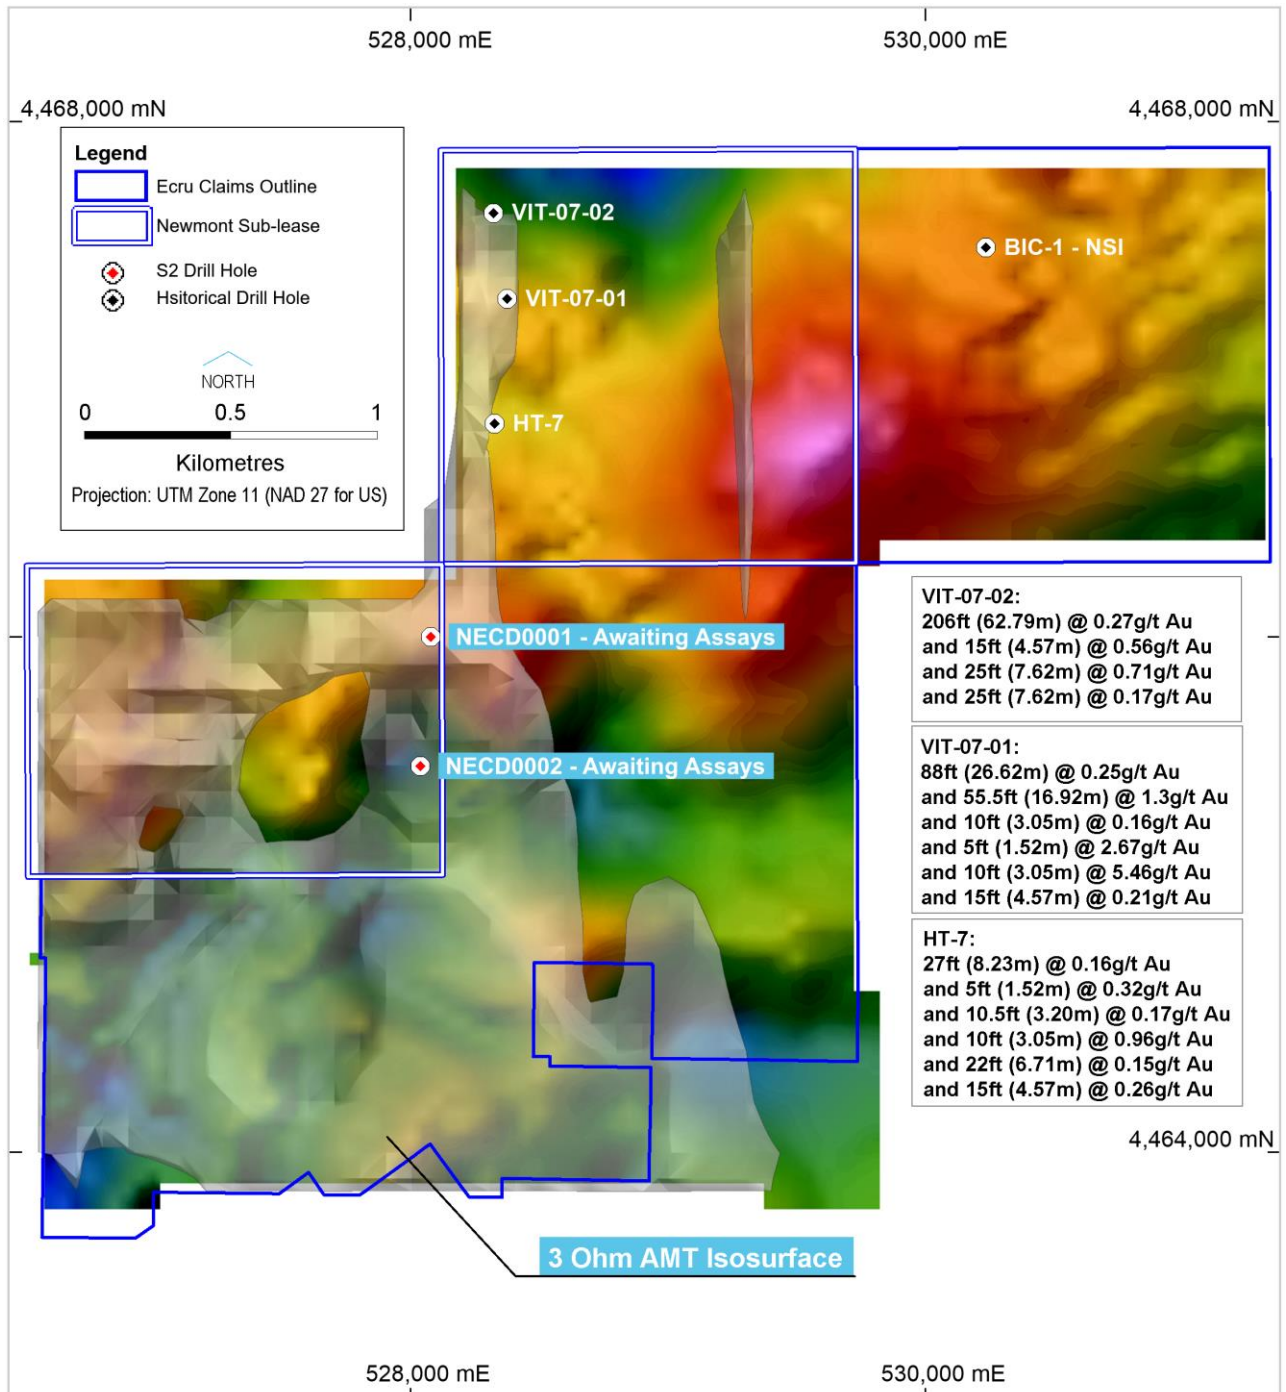 528,000 mE
530,000 mE
4,468,000 mN
4,468,000 mN
Legend
Ecru Claims Outline
Newmont Sub-lease
S2 Drill Hole
Hsitorical Drill Hole
NORTH
0 0.5 1
Kilometres
Projection: UTM Zone 11 (NAD 27 for US)
VIT-07-02
BIC-1 - NSI
VIT-07-01
HT-7
NECD0001 - Awaiting Assays
NECD0002 - Awaiting Assays
VIT-07-02:
206ft (62.79m) @ 0.27g/t Au
and 15ft (4.57m) @ 0.56g/t Au
and 25ft (7.62m) @ 0.71g/t Au
and 25ft (7.62m) @ 0.17g/t Au
VIT-07-01:
88ft (26.62m) @ 0.25g/t Au
and 55.5ft (16.92m) @ 1.3g/t Au
and 10ft (3.05m) @ 0.16g/t Au
and 5ft (1.52m) @ 2.67g/t Au
and 10ft (3.05m) @ 5.46g/t Au
and 15ft (4.57m) @ 0.21g/t Au
HT-7:
27ft (8.23m) @ 0.16g/t Au
and 5ft (1.52m) @ 0.32g/t Au
and 10.5ft (3.20m) @ 0.17g/t Au
and 10ft (3.05m) @ 0.96g/t Au
and 22ft (6.71m) @ 0.15g/t Au
and 15ft (4.57m) @ 0.26g/t Au
4,464,000 mN
3 Ohm AMT Isosurface
528,000 mE
530,000 mE